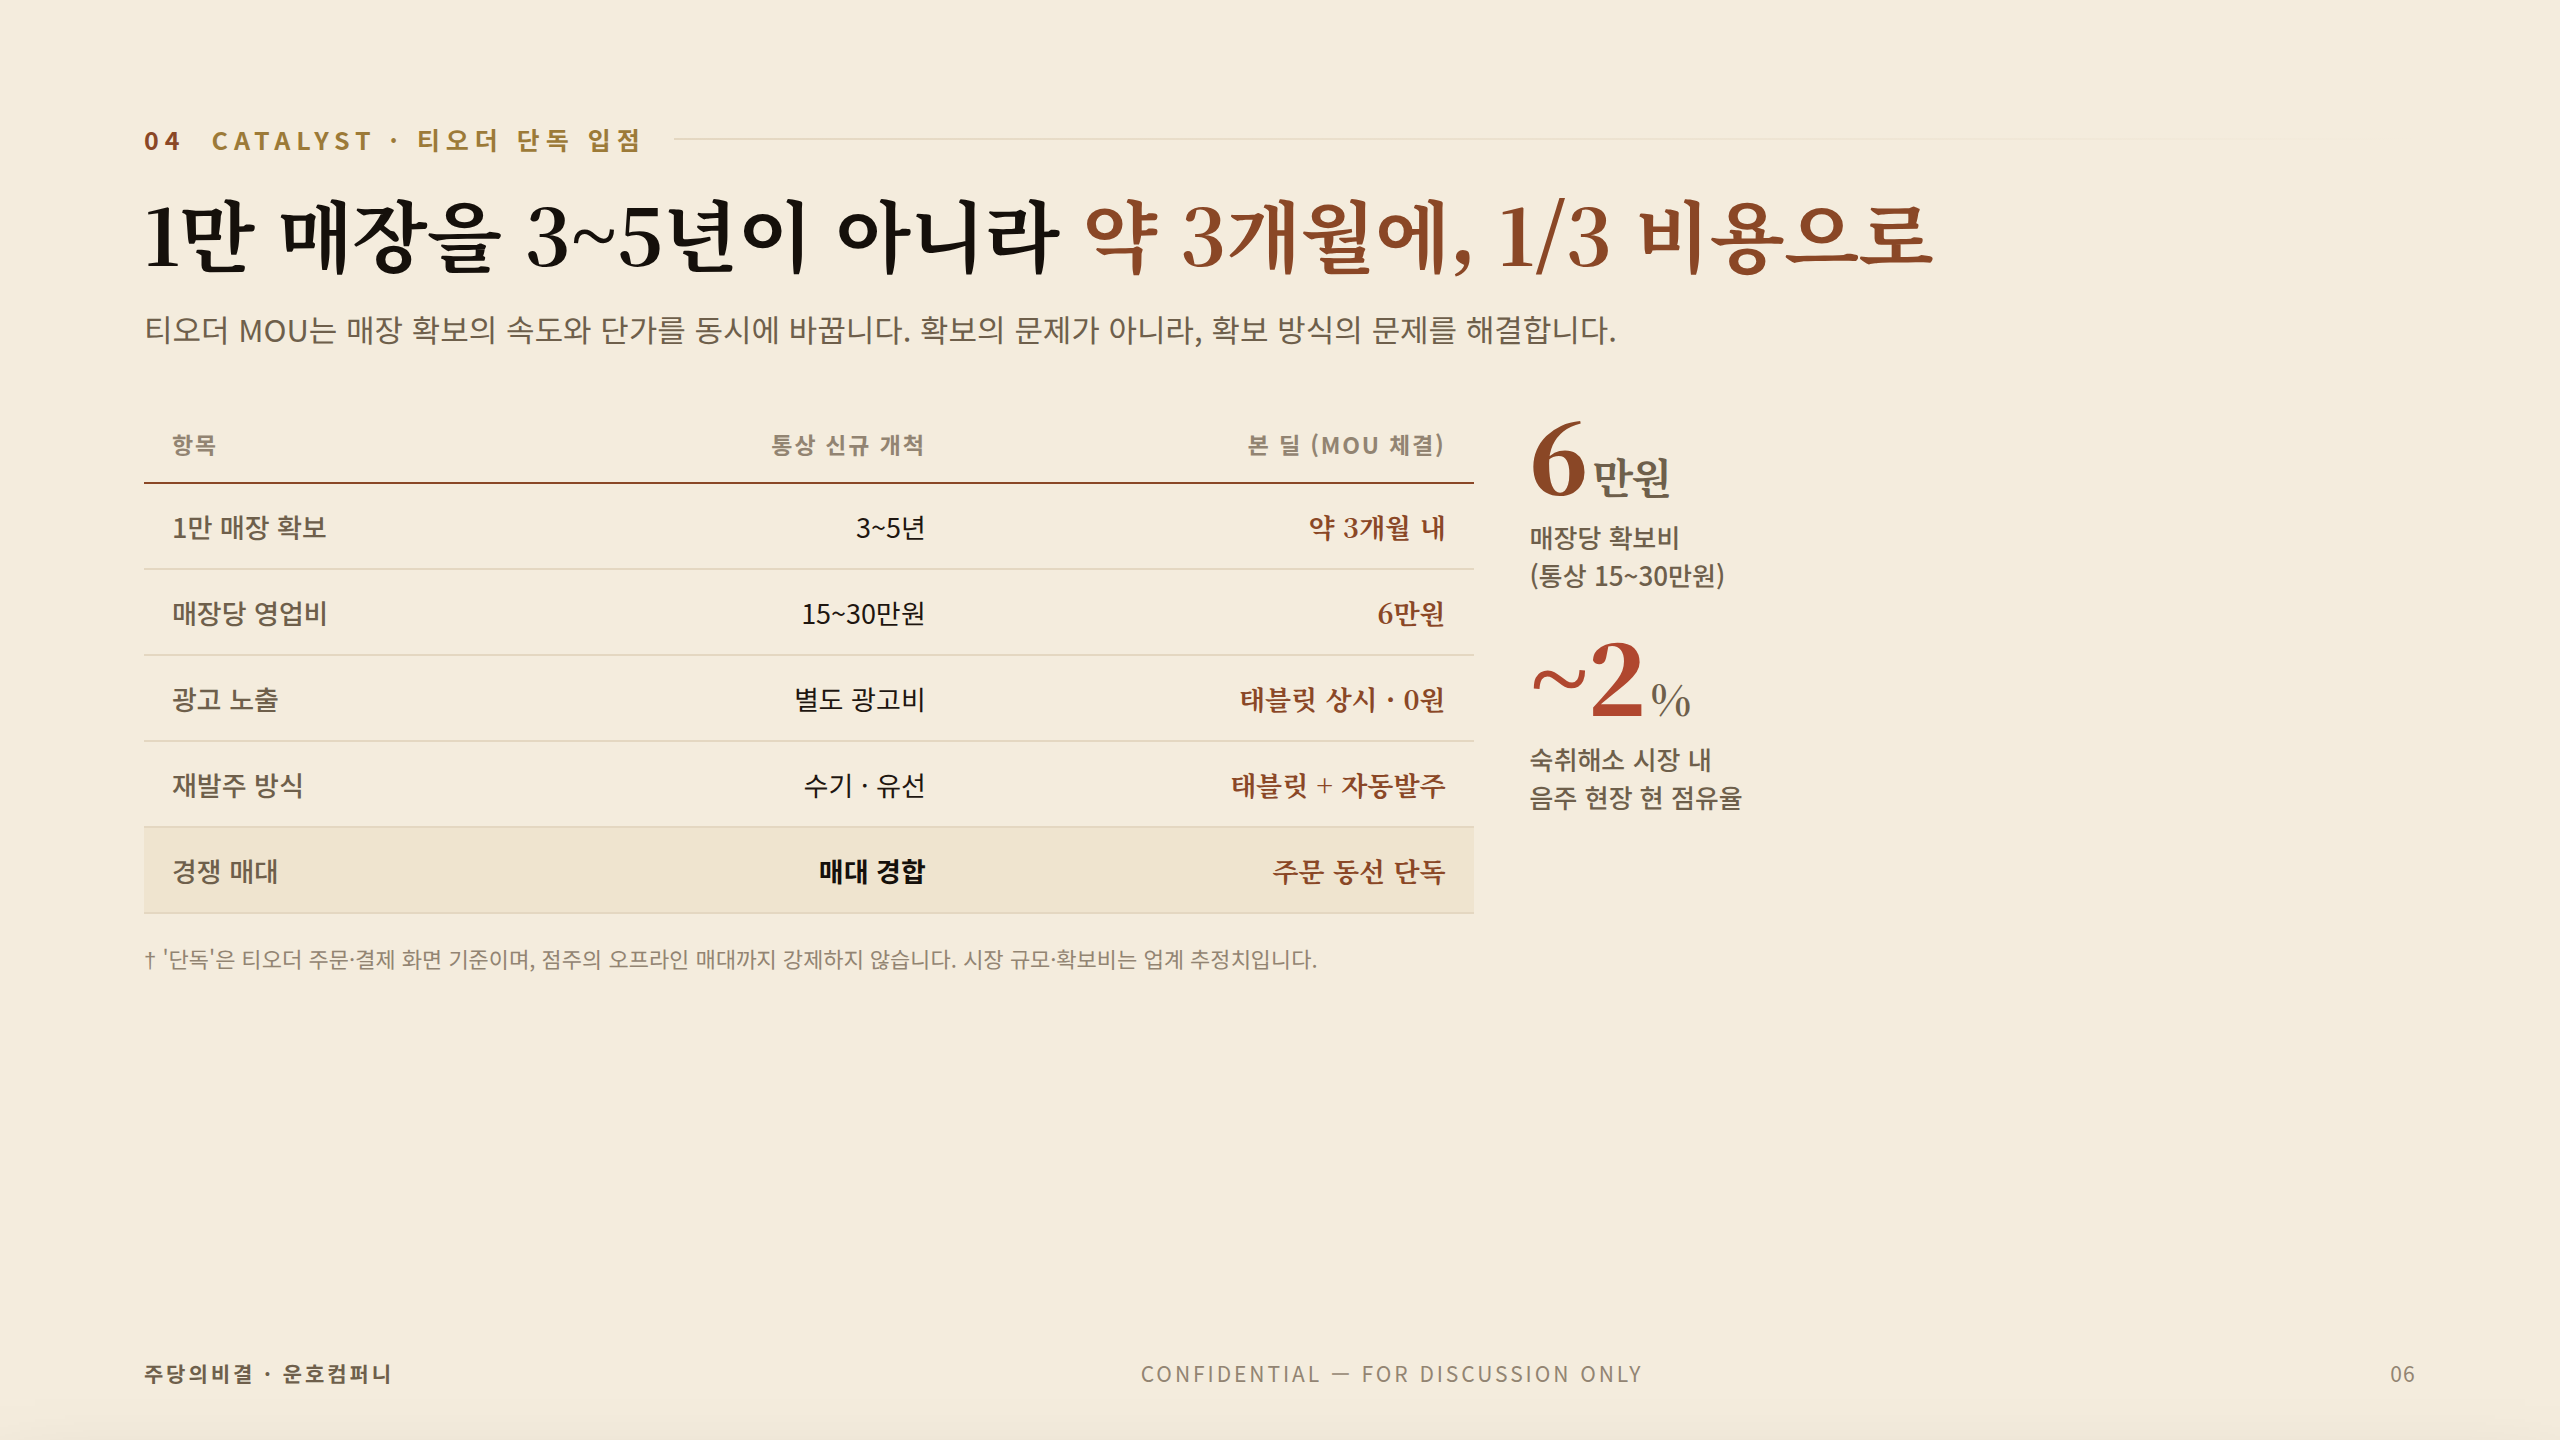 04 CATALYST · 티오더 단독 입점
1만 매장을 3~5년이 아니라 약 3개월에, 1/3 비용으로
티오더 MOU는 매장 확보의 속도와 단가를 동시에 바꿉니다. 확보의 문제가 아니라, 확보 방식의 문제를 해결합니다.
항목 통상 신규 개척 본 딜 (MOU 체결)
1만 매장 확보 3~5년 약 3개월 내
매장당 영업비 15~30만원 6만원
광고 노출 별도 광고비 태블릿 상시 · 0원
재발주 방식 수기 · 유선 태블릿 + 자동발주
경쟁 매대 매대 경합 주문 동선 단독
6만원
매장당 확보비
(통상 15~30만원)
~2%
숙취해소 시장 내
음주 현장 현 점유율
† '단독'은 티오더 주문·결제 화면 기준이며, 점주의 오프라인 매대까지 강제하지 않습니다. 시장 규모·확보비는 업계 추정치입니다.
주당의비결 · 운호컴퍼니 CONFIDENTIAL — FOR DISCUSSION ONLY 06